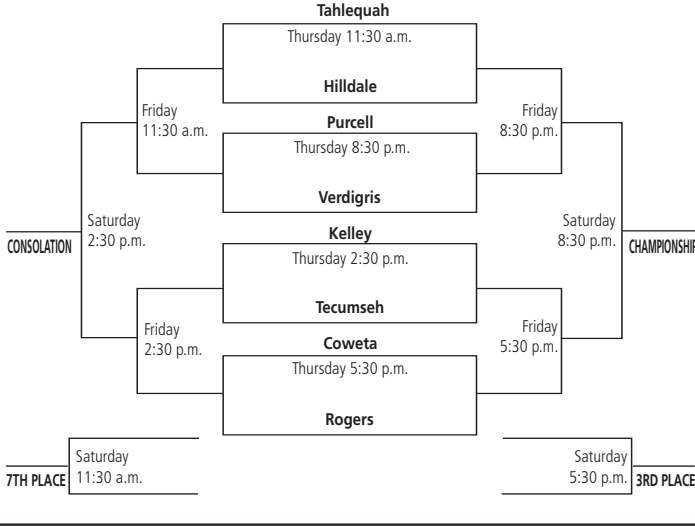 Tahlequah
Thursday 11:30 a.m.
Hilldale
Friday
11:30 a.m.
Friday
8:30 p.m.
Purcell
Thursday 8:30 p.m.
Verdigris
Saturday
2:30 p.m.
CONSOLATION
Saturday
8:30 p.m.
CHAMPIONSHIP
Kelley
Thursday 2:30 p.m.
Tecumseh
Friday
2:30 p.m.
Friday
5:30 p.m.
Coweta
Thursday 5:30 p.m.
Rogers
Saturday
11:30 a.m.
7TH PLACE
Saturday
5:30 p.m.
3RD PLACE